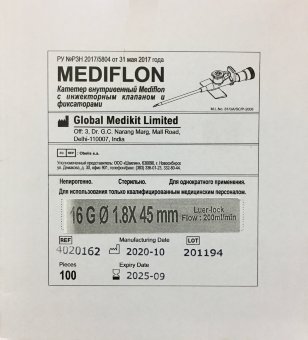 РУ №РЗН 2017/5804 от 31 мая 2017 года
MEDIFLON
Катетер внутривенный Mediflon
с инжекторным клапаном и
фиксаторами
Global Medikit Limited
Off: 3, Dr. G.C. Narang Marg, Mall Road,
Delhi-110007, India
Obelis s.a.
Непирогенно. Стерильно. Для однократного применения.
Для использования только квалифицированным медицинским персоналом.
16 G Ø 1.8X 45 mm
Luer-lock
Flow : 200ml/min
REF Manufacturing Date LOT
4020162 2020-10 201194
Pieces Expiry Date
100 2025-09